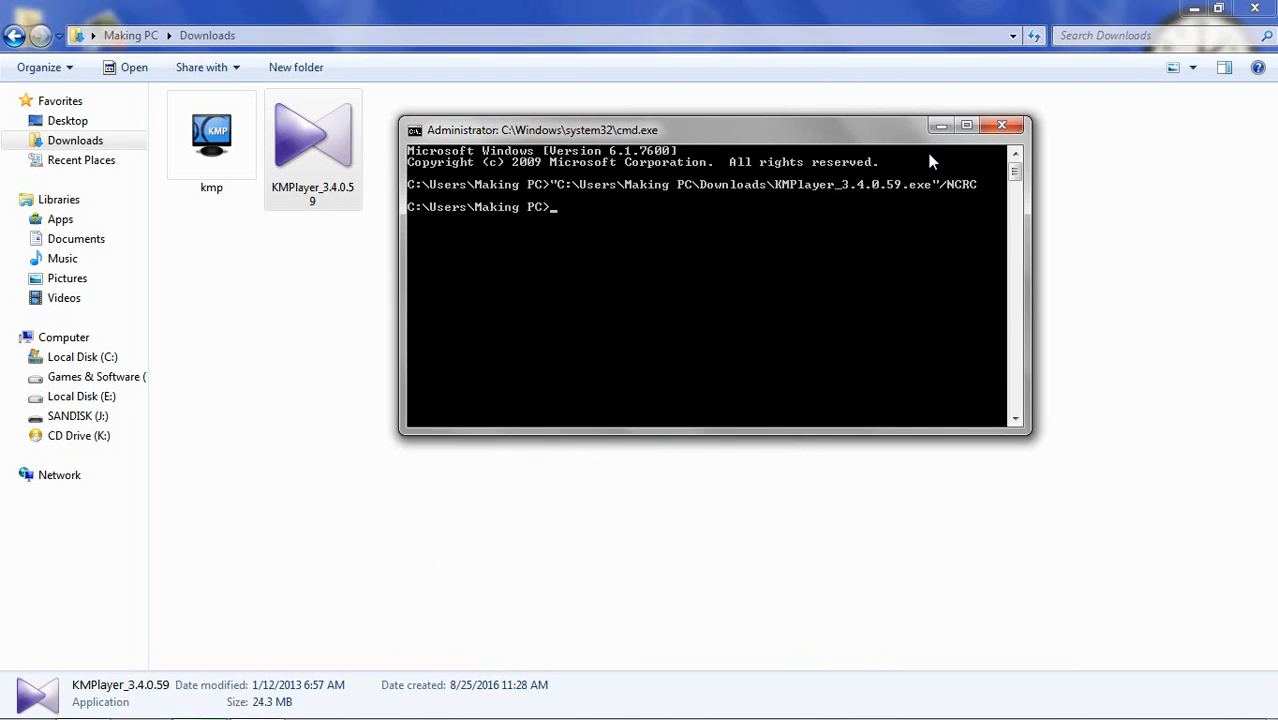 Making PC
Downloads
Search Downloads
Organize
Open
Share with
New folder
Favorites
Desktop
Downloads
Recent Places
Libraries
Apps
Documents
Music
Pictures
Videos
Computer
Local Disk (C:)
Games & Software (
Local Disk (E:)
SANDISK (J:)
CD Drive (K:)
Network
KMP
kmp
KMPlayer_3.4.0.5
9
C:\.
Administrator: C:\Windows\system32\cmd.exe
Microsoft Windows [Version 6.1.7600]
Copyright (c) 2009 Microsoft Corporation.  All rights reserved.
C:\Users\Making PC>"C:\Users\Making PC\Downloads\KMPlayer_3.4.0.59.exe"/NCRC
C:\Users\Making PC>_
KMPlayer_3.4.0.59 Date modified: 1/12/2013 6:57 AM Date created: 8/25/2016 11:28 AM
Application Size: 24.3 MB